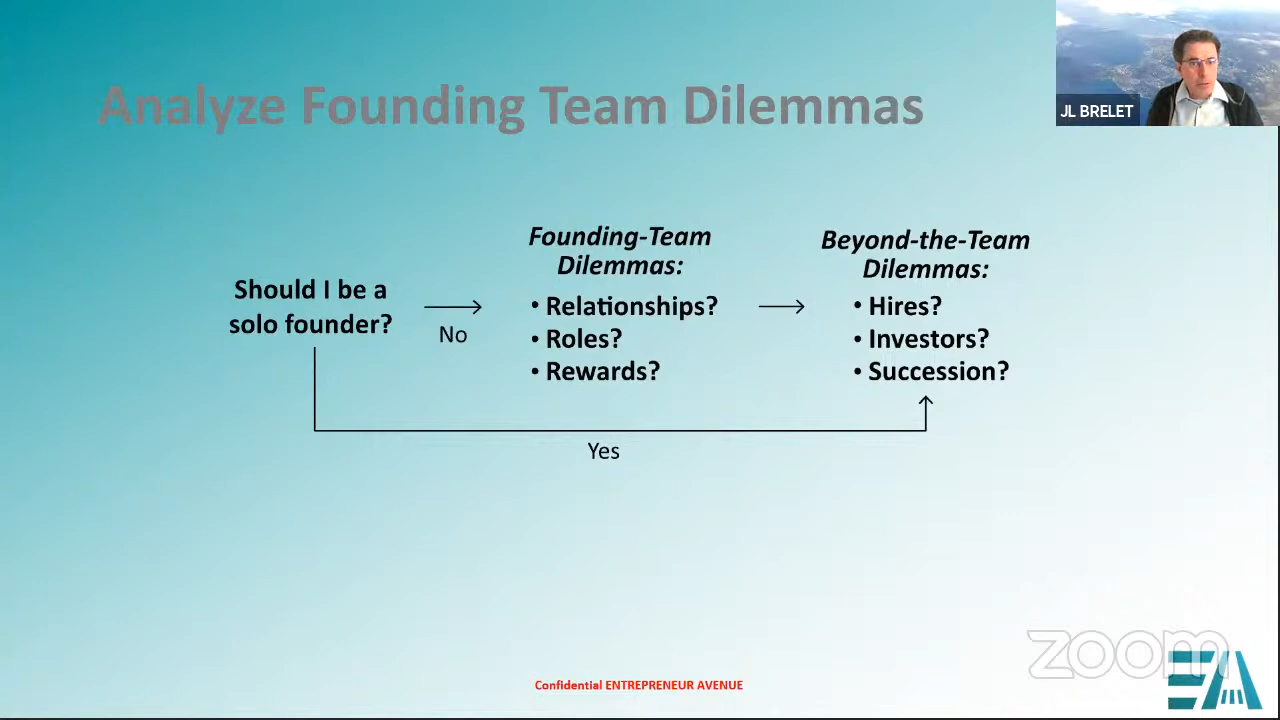 Analyze Founding Team Dilemmas
JL BRELET
Should I be a
solo founder?
No
Founding-Team
Dilemmas:
• Relationships?
• Roles?
• Rewards?
Beyond-the-Team
Dilemmas:
• Hires?
• Investors?
• Succession?
Yes
zoom
Confidential ENTREPRENEUR AVENUE
EA